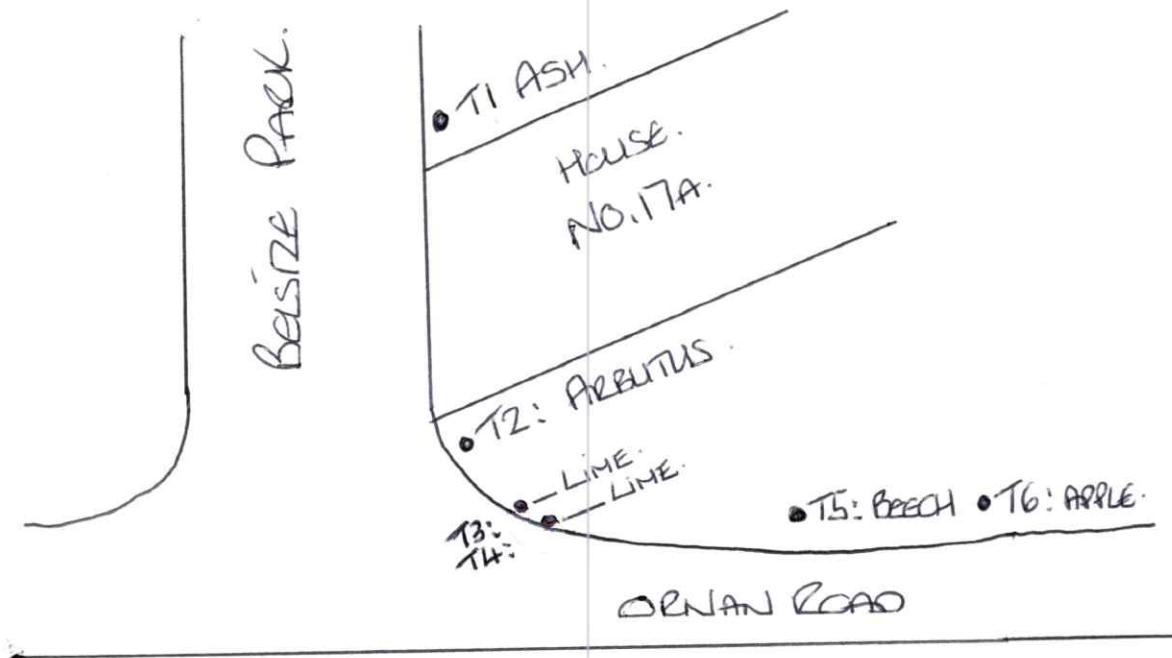 BELSIZE PARK.
T1 ASH.
HOUSE.
NO.17A.
T2: ARBUTUS.
LIME.
LIME.
T3:
T4:
T5: BEECH
T6: APPLE.
ORNAN ROAD